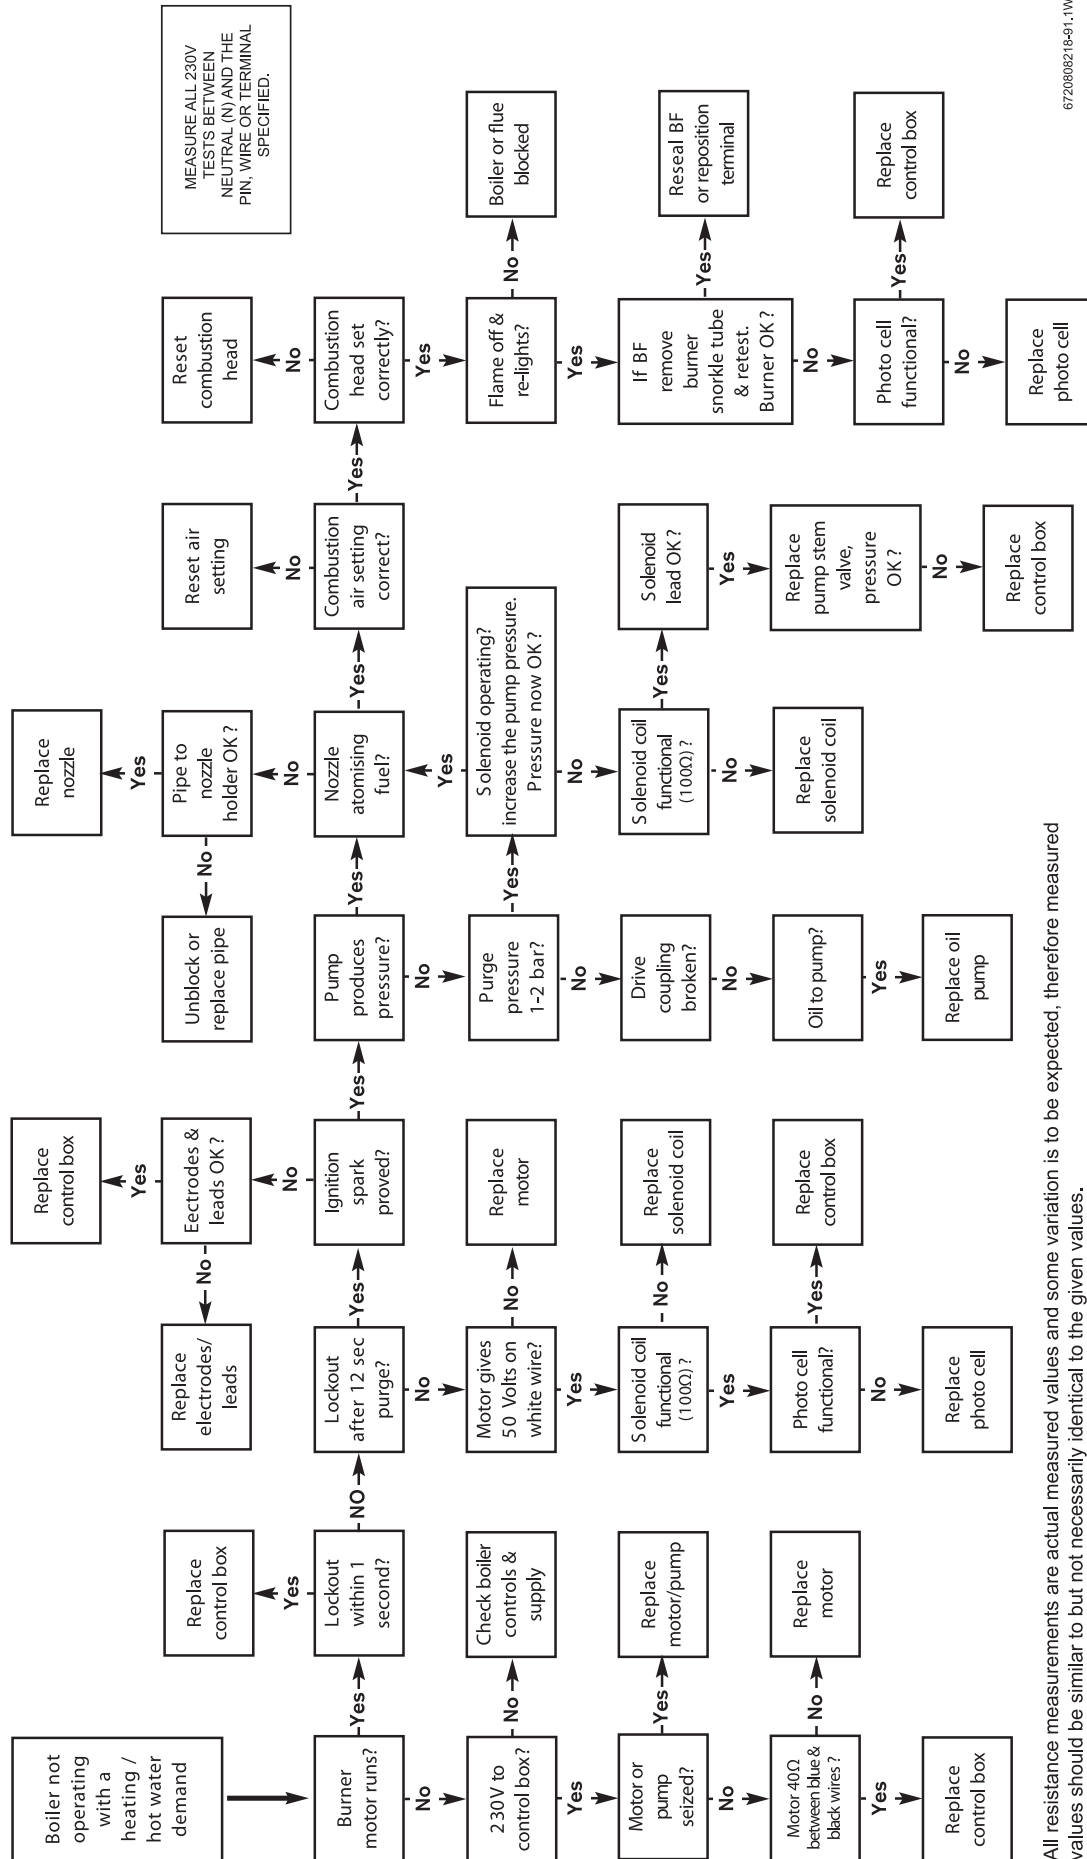 MEASURE ALL 230V
TESTS BETWEEN
NEUTRAL (N) AND THE
PIN, WIRE OR TERMINAL
SPECIFIED.
Replace
control box
Replace
nozzle
Boiler not
operating
with a
heating /
hot water
demand
Replace
control box
Yes
Replace
electrodes/
leads
No
Eectrodes &
leads OK ?
Yes
Unblock or
replace pipe
No
Pipe to
nozzle
holder OK ?
Yes
Reset air
setting
Reset
combustion
head
Yes
No
No
No
No
Burner
motor runs?
Yes
Lockout
within 1
second?
NO
Lockout
after 12 sec
purge?
Yes
Ignition
spark
proved?
Yes
Pump
produces
pressure?
Yes
Nozzle
atomising
fuel?
Yes
Combustion
air setting
correct?
Yes
Combustion
head set
correctly?
No
No
No
Yes
Yes
230V to
control box?
No
Check boiler
controls &
supply
Motor gives
50 Volts on
white wire?
No
Replace
motor
Purge
pressure
1-2 bar?
Yes
Solenoid operating?
increase the pump pressure.
Pressure now OK ?
Flame off &
re-lights?
No
Boiler or flue
blocked
Yes
Yes
No
No
Yes
Motor or
pump
seized?
Yes
Replace
motor/pump
Solenoid coil
functional
(100Ω) ?
No
Replace
solenoid coil
Drive
coupling
broken?
Solenoid coil
functional
(100Ω) ?
Yes
Solenoid
lead OK ?
If BF
remove
burner
snorkle tube
& retest.
Burner OK ?
Yes
Reseal BF
or reposition
terminal
No
Yes
No
No
Yes
No
Motor 40Ω
between blue &
black wires ?
No
Replace
motor
Photo cell
functional?
Yes
Replace
control box
Oil to pump?
Replace
solenoid coil
Replace
pump stem
valve,
pressure
OK ?
Photo cell
functional?
Yes
Replace
control box
Yes
No
Yes
No
No
Replace
control box
Replace
photo cell
Replace oil
pump
Replace
control box
Replace
photo cell
All resistance measurements are actual measured values and some variation is to be expected, therefore measured
values should be similar to but not necessarily identical to the given values.